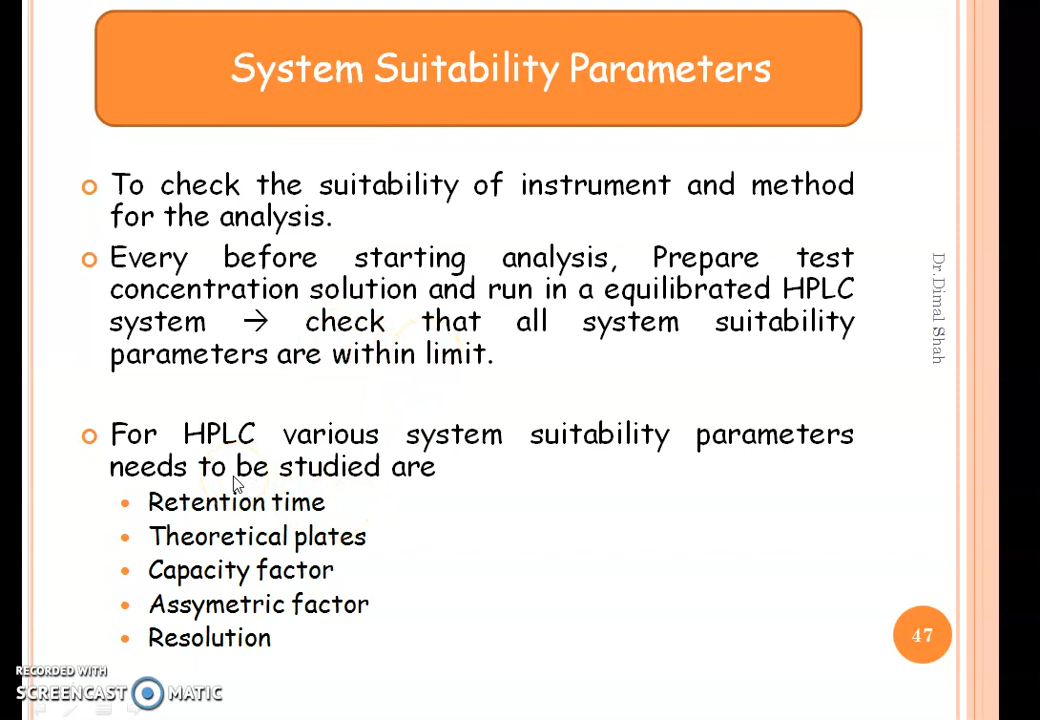 System Suitability Parameters
To check the suitability of instrument and method
for the analysis.
Every before starting analysis, Prepare test
concentration solution and run in a equilibrated HPLC
system → check that all system suitability
parameters are within limit.
For HPLC various system suitability parameters
needs to be studied are
Retention time
Theoretical plates
Capacity factor
Assymetric factor
Resolution
Dr.Dimal Shah
47
RECORDED WITH
SCREENCAST MATIC